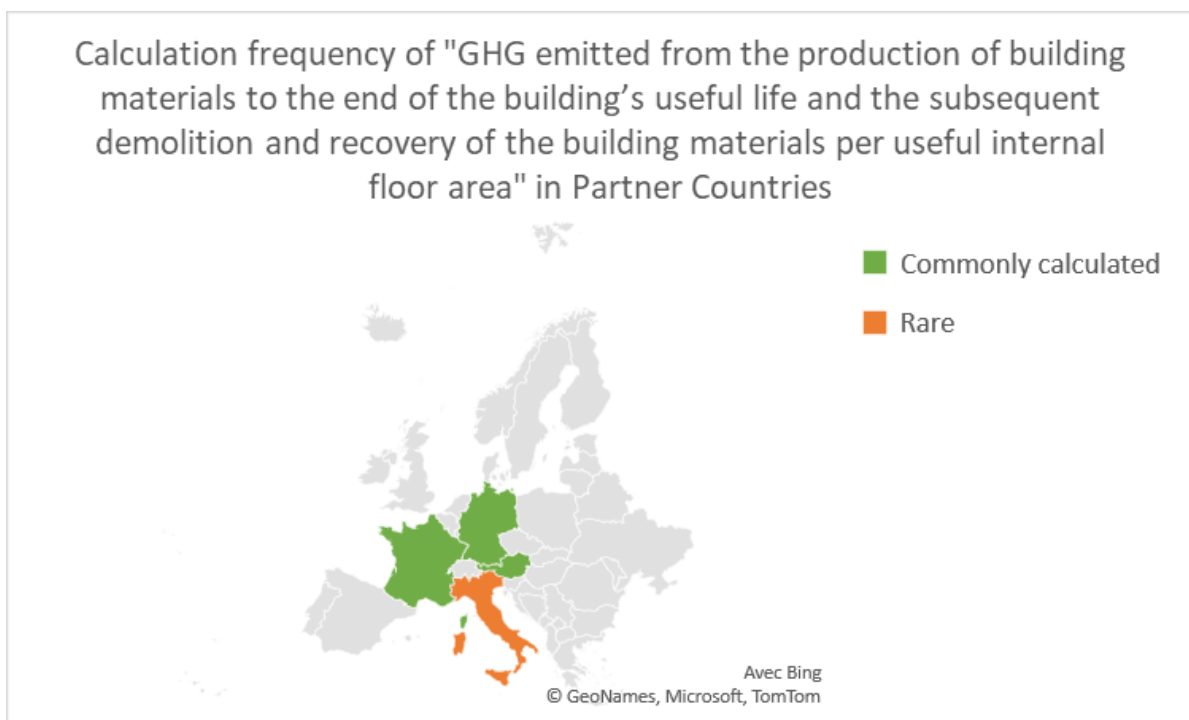 Calculation frequency of "GHG emitted from the production of building
materials to the end of the building’s useful life and the subsequent
demolition and recovery of the building materials per useful internal
floor area" in Partner Countries
Commonly calculated
Rare
Avec Bing
© GeoNames, Microsoft, TomTom